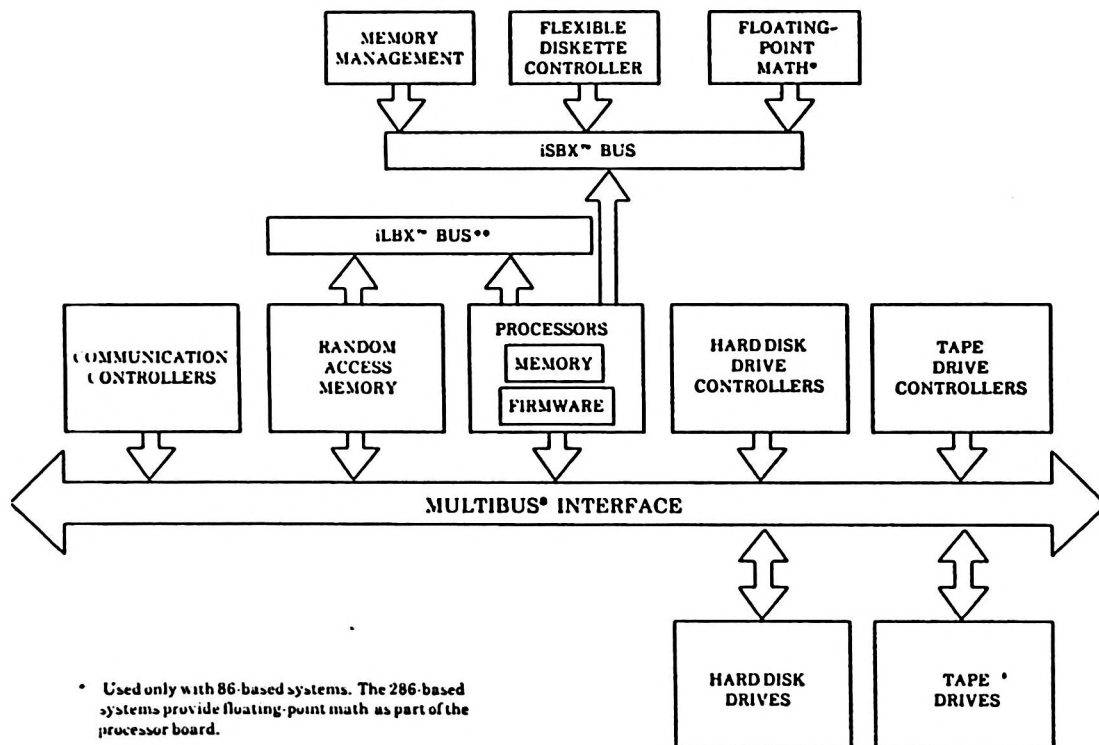 MEMORY
MANAGEMENT
FLEXIBLE
DISKETTE
CONTROLLER
FLOATING-
POINT
MATH*
iSBX™ BUS
iLBX™ BUS**
COMMUNICATION
CONTROLLERS
RANDOM
ACCESS
MEMORY
PROCESSORS
MEMORY
FIRMWARE
HARD DISK
DRIVE
CONTROLLERS
TAPE
DRIVE
CONTROLLERS
MULTIBUS® INTERFACE
HARD DISK
DRIVES
TAPE
DRIVES
* Used only with 86-based systems. The 286-based
systems provide floating-point math as part of the
processor board.